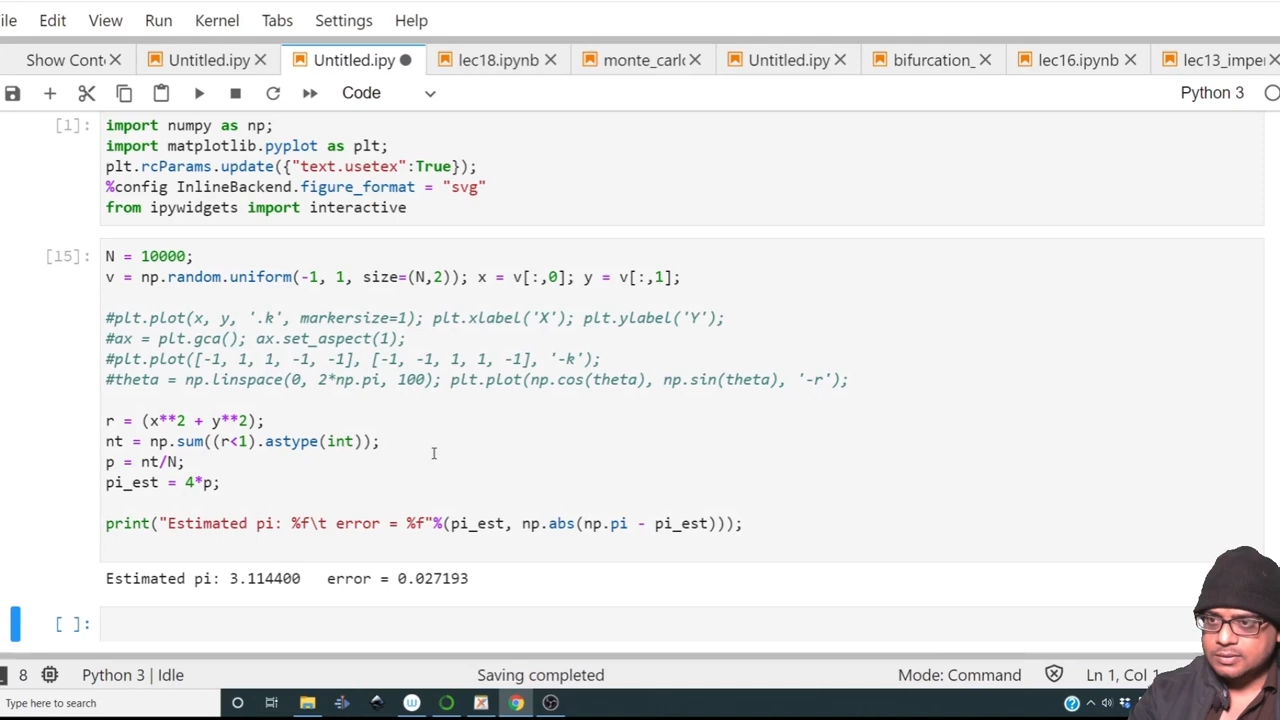 ile Edit View Run Kernel Tabs Settings Help
Show Conte Untitled.ipy Untitled.ipy lec18.ipynb monte_carlo Untitled.ipy bifurcation_ lec16.ipynb lec13_impe
Code Python 3
[1]: import numpy as np;
import matplotlib.pyplot as plt;
plt.rcParams.update({"text.usetex":True});
%config InlineBackend.figure_format = "svg"
from ipywidgets import interactive
[15]: N = 10000;
v = np.random.uniform(-1, 1, size=(N,2)); x = v[:,0]; y = v[:,1];
#plt.plot(x, y, '.k', markersize=1); plt.xlabel('X'); plt.ylabel('Y');
#ax = plt.gca(); ax.set_aspect(1);
#plt.plot([-1, 1, 1, -1, -1], [-1, -1, 1, 1, -1], '-k');
#theta = np.linspace(0, 2*np.pi, 100); plt.plot(np.cos(theta), np.sin(theta), '-r');
r = (x**2 + y**2);
nt = np.sum((r<1).astype(int));
p = nt/N;
pi_est = 4*p;
print("Estimated pi: %f\t error = %f"%(pi_est, np.abs(np.pi - pi_est)));
Estimated pi: 3.114400 error = 0.027193
[ ]:
8 Python 3 | Idle Saving completed Mode: Command Ln 1, Col 1
Type here to search